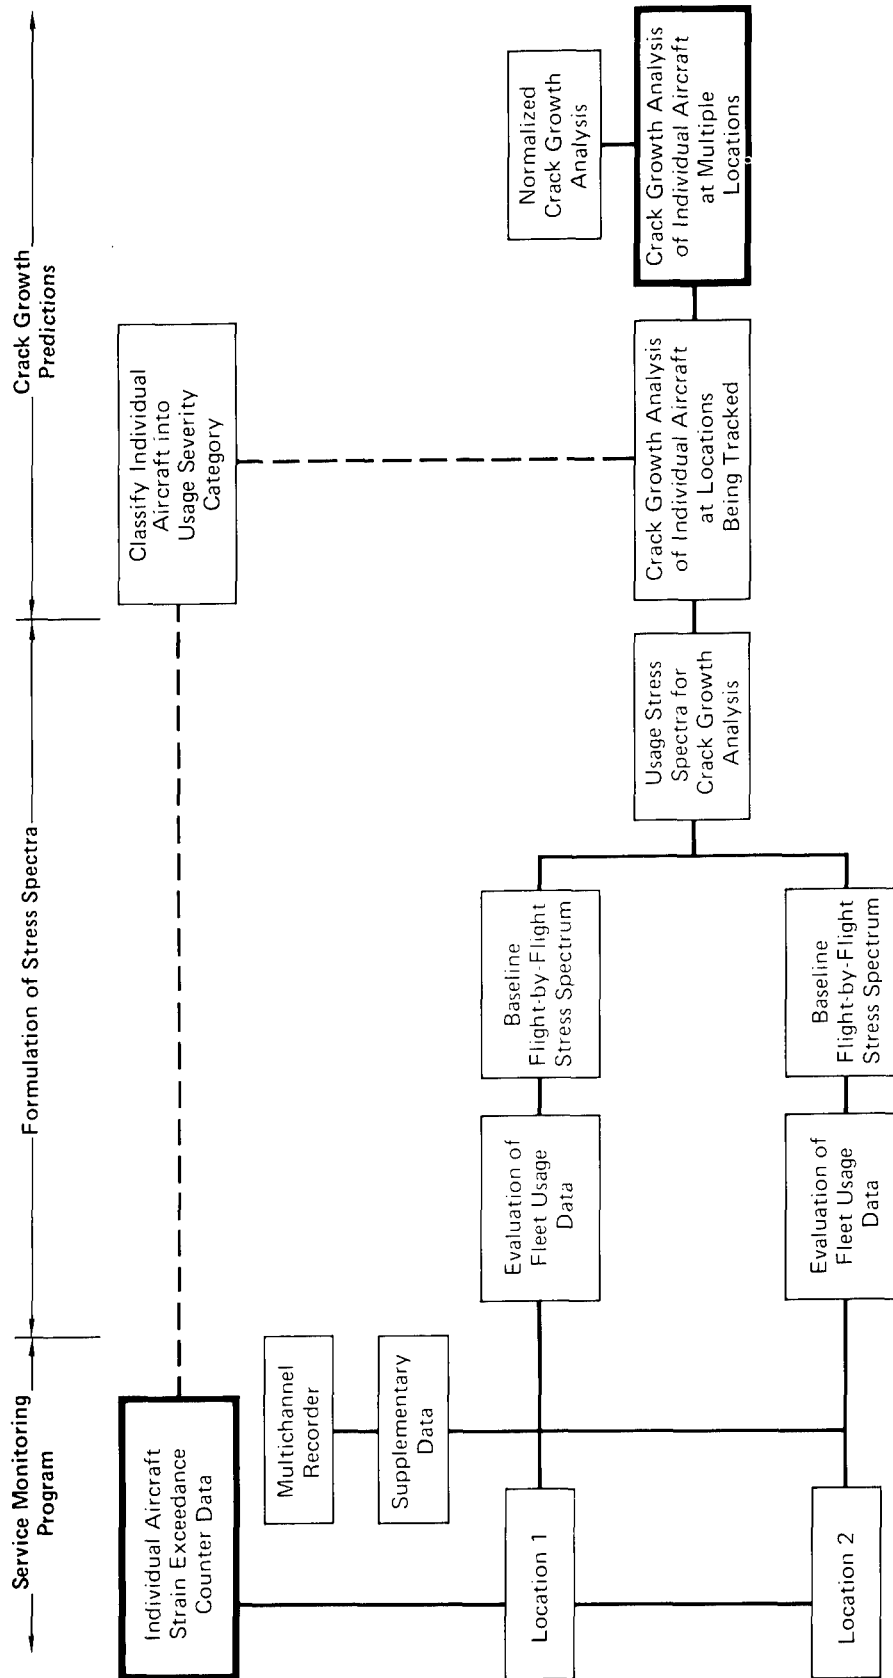 Service Monitoring
Program
Formulation of Stress Spectra
Crack Growth
Predictions
Individual Aircraft
Strain Exceedance
Counter Data
Classify Individual
Aircraft into
Usage Severity
Category
Multichannel
Recorder
Supplementary
Data
Location 1
Evaluation of
Fleet Usage
Data
Baseline
Flight-by-Flight
Stress Spectrum
Normalized
Crack Growth
Analysis
Usage Stress
Spectra for
Crack Growth
Analysis
Crack Growth Analysis
of Individual Aircraft
at Locations
Being Tracked
Crack Growth Analysis
of Individual Aircraft
at Multiple
Locations
Location 2
Evaluation of
Fleet Usage
Data
Baseline
Flight-by-Flight
Stress Spectrum